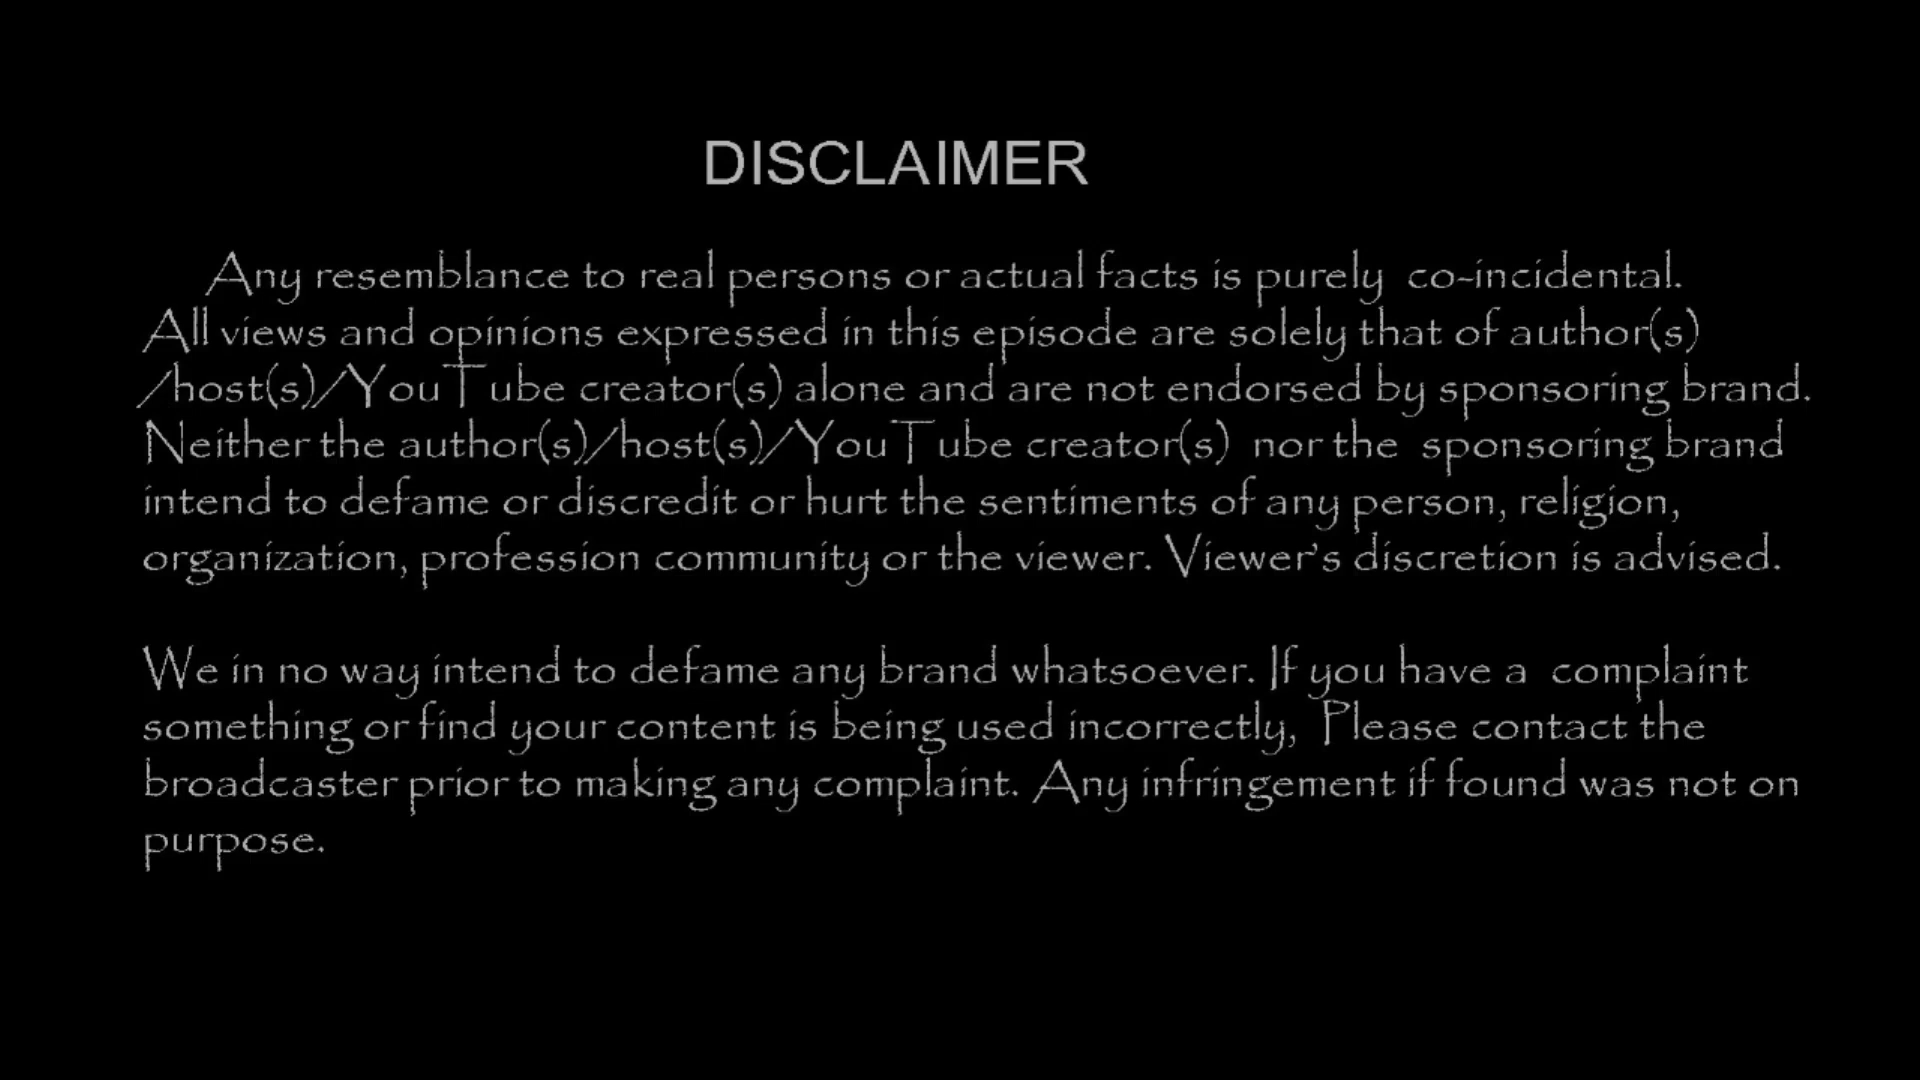 DISCLAIMER
Any resemblance to real persons or actual facts is purely co-incidental.
All views and opinions expressed in this episode are solely that of author(s)
/host(s)/YouTube creator(s) alone and are not endorsed by sponsoring brand.
Neither the author(s)/host(s)/YouTube creator(s) nor the sponsoring brand
intend to defame or discredit or hurt the sentiments of any person, religion,
organization, profession community or the viewer. Viewer's discretion is advised.
We in no way intend to defame any brand whatsoever. If you have a complaint
something or find your content is being used incorrectly, Please contact the
broadcaster prior to making any complaint. Any infringement if found was not on
purpose.